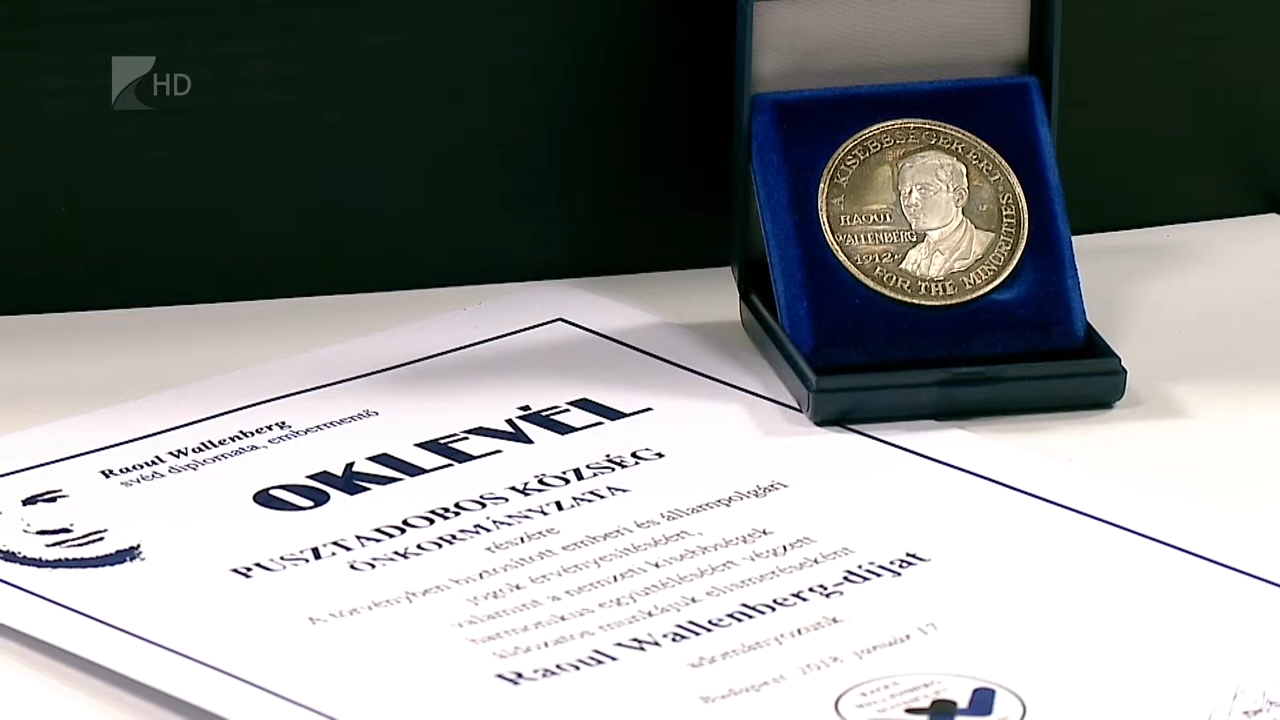 HD
A KISEBBSÉGEKÉRT
RAOUL
WALLENBERG
1912-
FOR THE MINORITIES
Raoul Wallenberg
svéd diplomata, embermentő
OKLEVÉL
PUSZTADOBOS KÖZSÉG
ÖNKORMÁNYZATA
részére
A törvényben biztosított emberi és állampolgári
jogok érvényesítéséért,
valamint a nemzeti kisebbségek
harmonikus együttéléséért végzett
áldozatos munkájuk elismeréseként
Raoul Wallenberg-díjat
adományozunk.
Budapest 2018. január 17